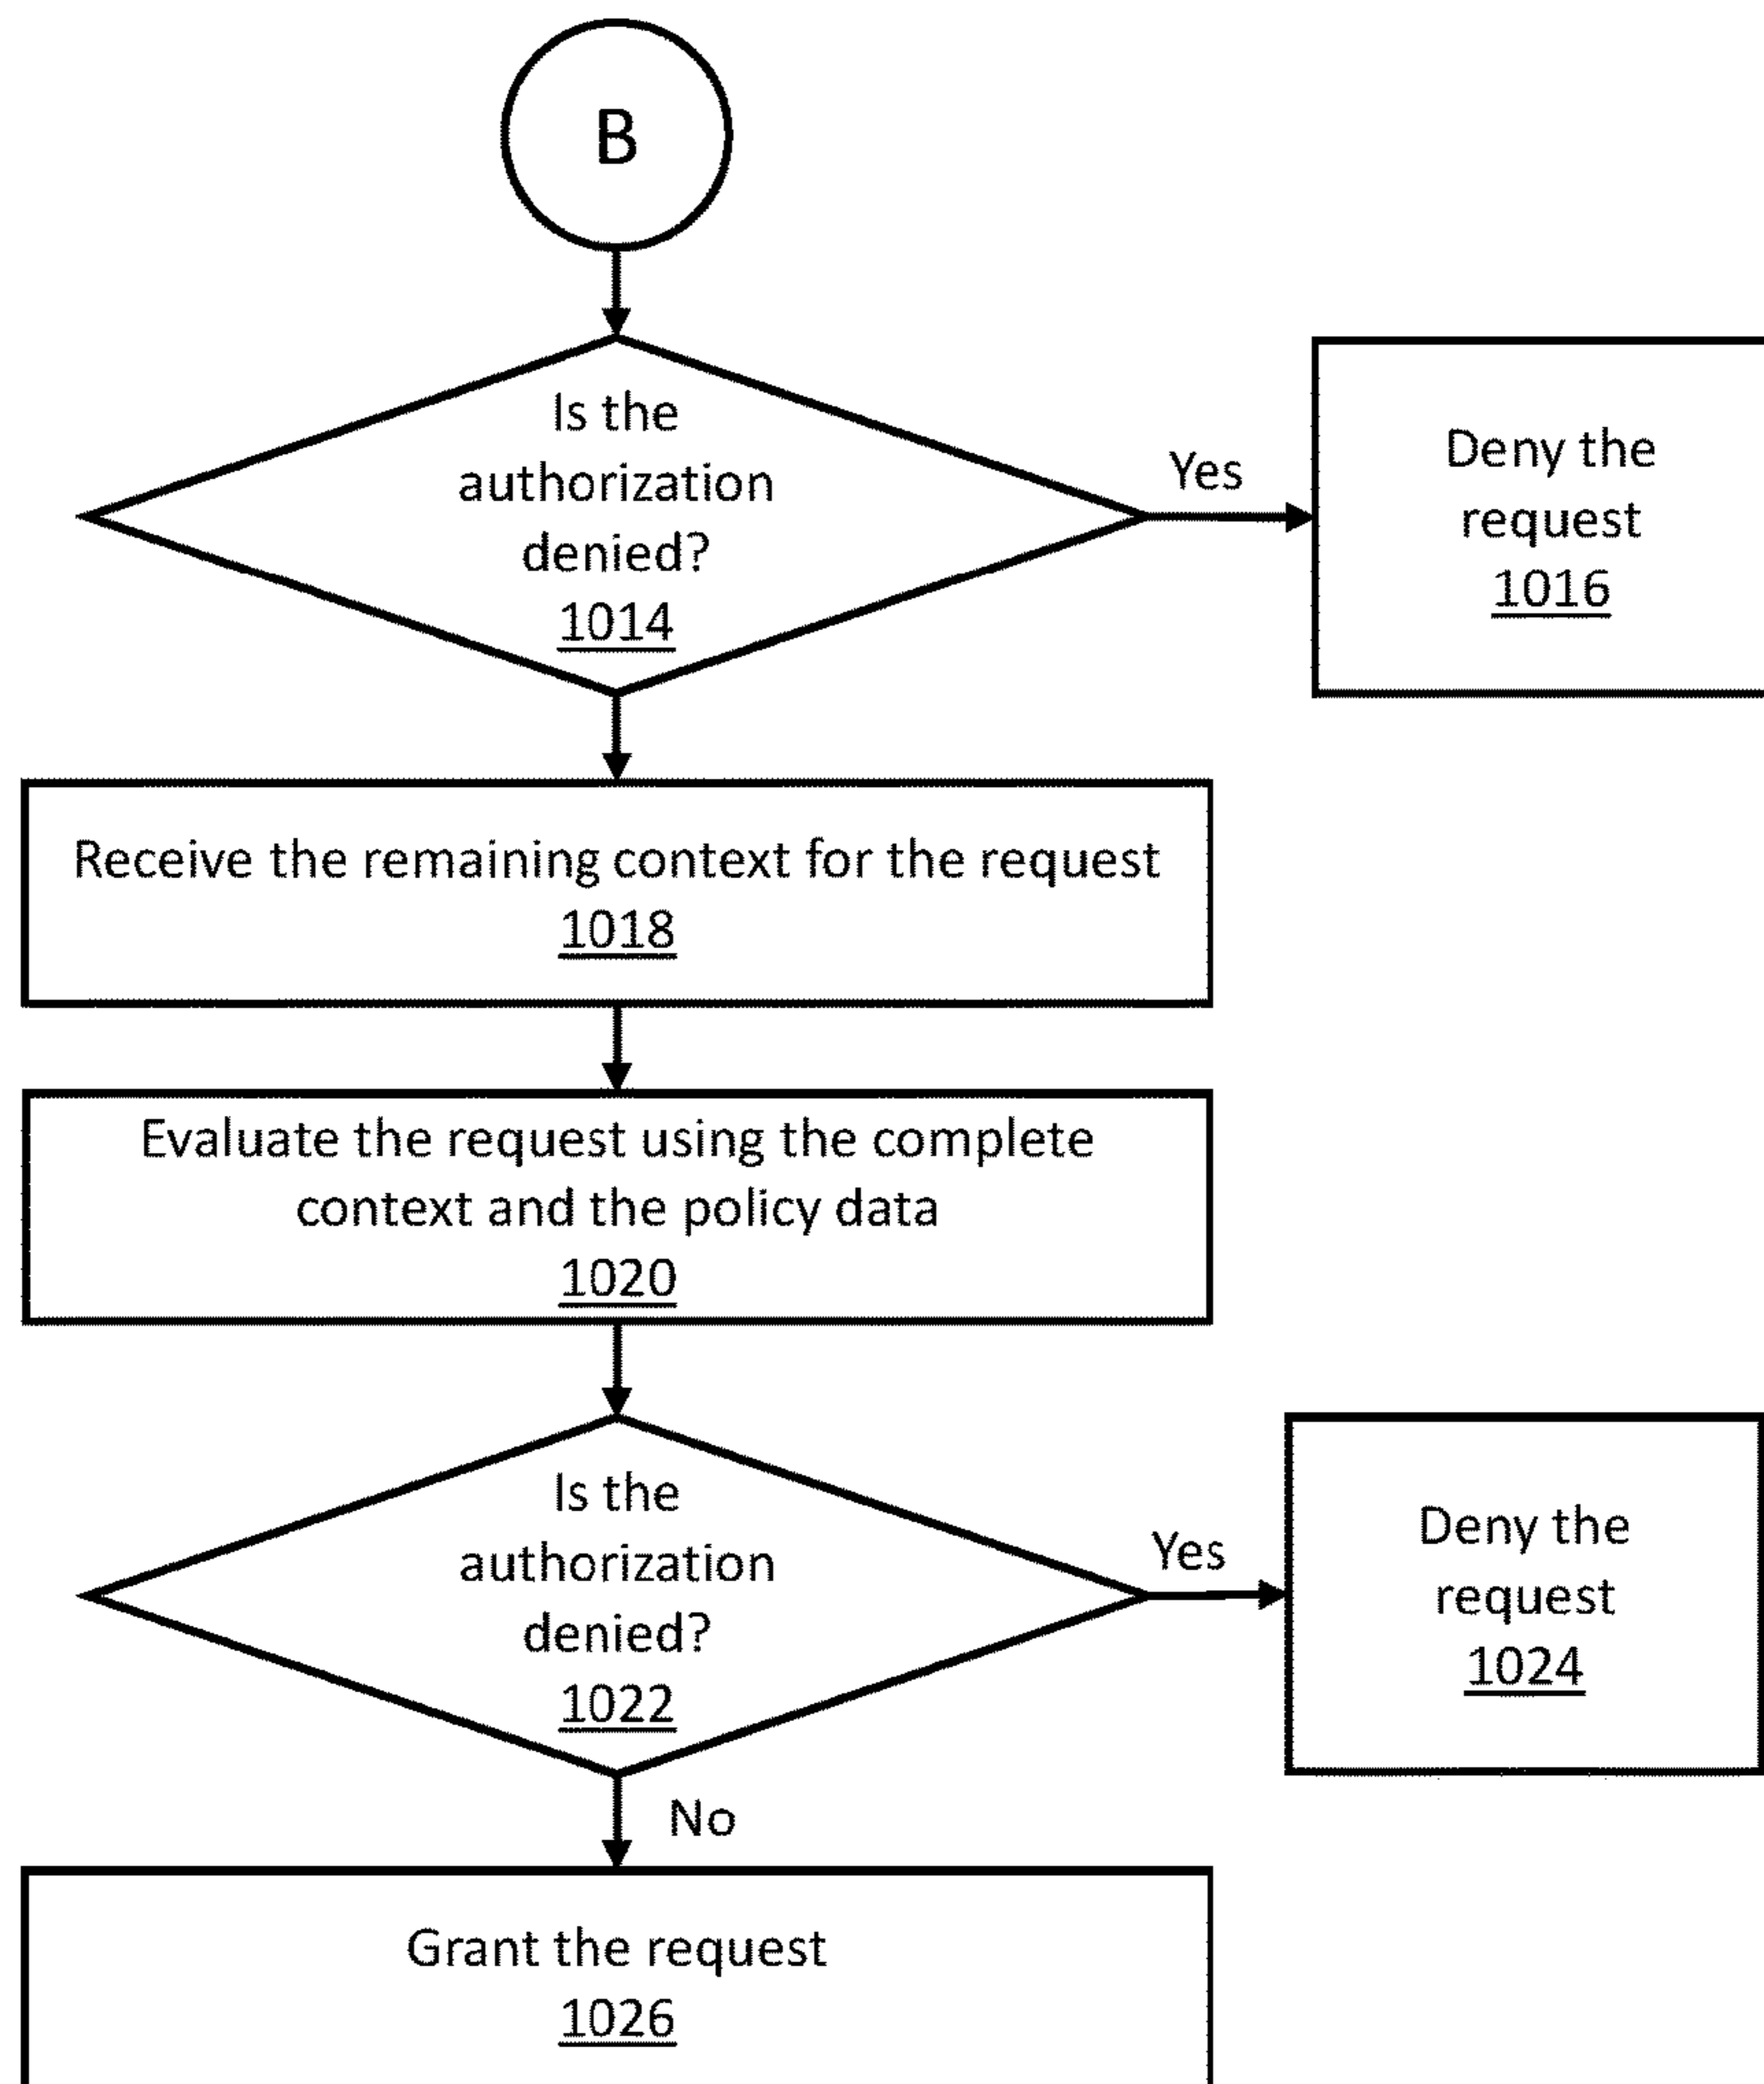 B
Is the
authorization
denied?
1014
Yes
Deny the
request
1016
Receive the remaining context for the request
1018
Evaluate the request using the complete
context and the policy data
1020
Is the
authorization
denied?
1022
Yes
Deny the
request
1024
No
Grant the request
1026